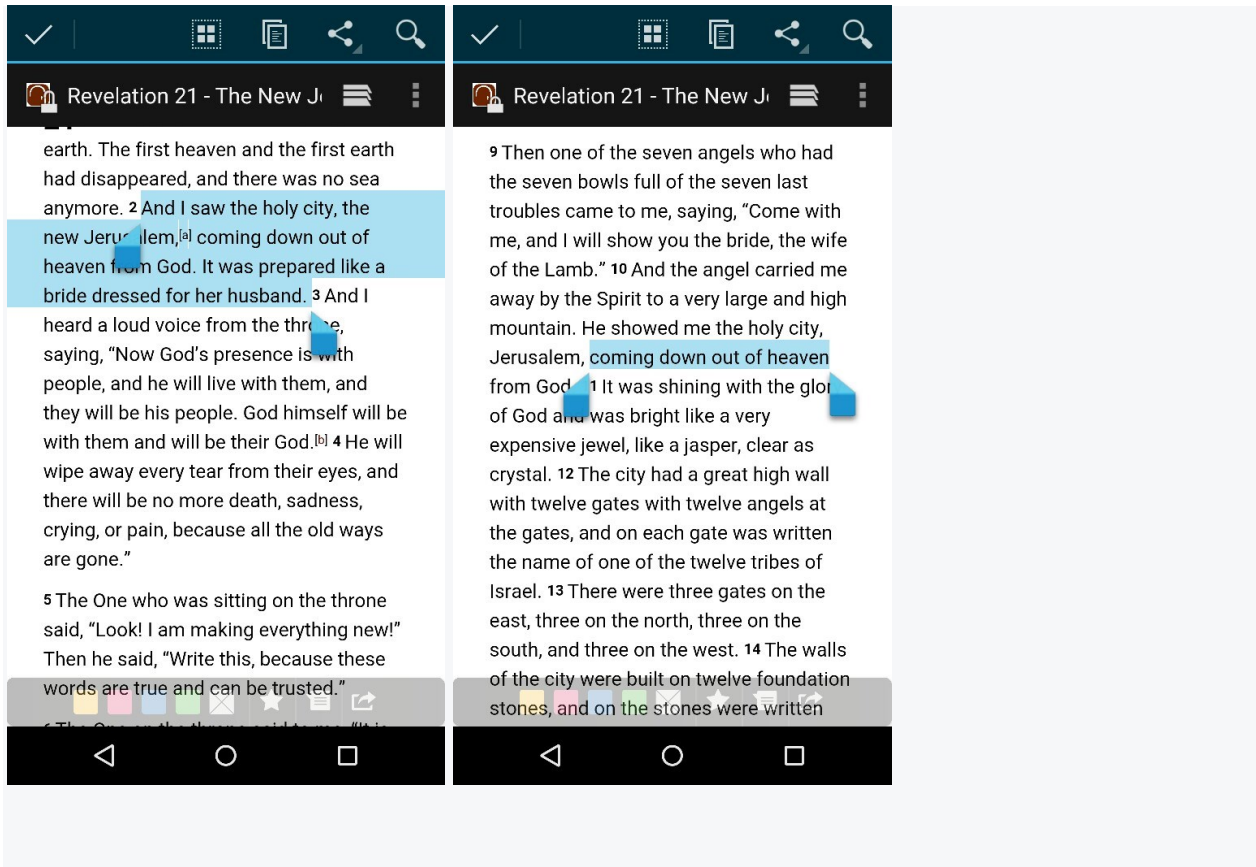 Revelation 21 - The New J
earth. The first heaven and the first earth
had disappeared, and there was no sea
anymore. 2 And I saw the holy city, the
new Jerusalem,[a] coming down out of
heaven from God. It was prepared like a
bride dressed for her husband. 3 And I
heard a loud voice from the throne,
saying, “Now God’s presence is with
people, and he will live with them, and
they will be his people. God himself will be
with them and will be their God.[b] 4 He will
wipe away every tear from their eyes, and
there will be no more death, sadness,
crying, or pain, because all the old ways
are gone.”
5 The One who was sitting on the throne
said, “Look! I am making everything new!”
Then he said, “Write this, because these
words are true and can be trusted.”
Revelation 21 - The New J
9 Then one of the seven angels who had
the seven bowls full of the seven last
troubles came to me, saying, “Come with
me, and I will show you the bride, the wife
of the Lamb.” 10 And the angel carried me
away by the Spirit to a very large and high
mountain. He showed me the holy city,
Jerusalem, coming down out of heaven
from God 1 It was shining with the glor
of God and was bright like a very
expensive jewel, like a jasper, clear as
crystal. 12 The city had a great high wall
with twelve gates with twelve angels at
the gates, and on each gate was written
the name of one of the twelve tribes of
Israel. 13 There were three gates on the
east, three on the north, three on the
south, and three on the west. 14 The walls
of the city were built on twelve foundation
stones, and on the stones were written